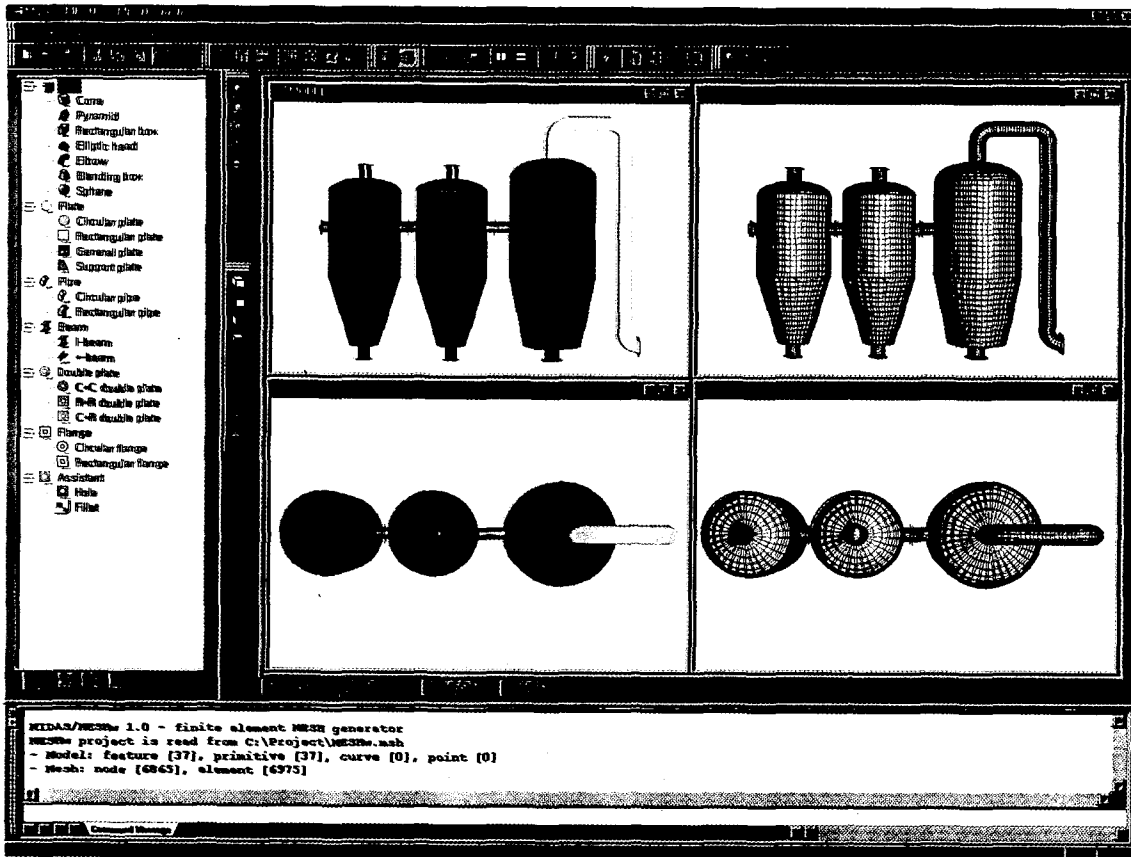 Cone
Pyramid
Rectangular box
Elliptic head
Elbow
Blending box
Sphere
Plate
Circular plate
Rectangular plate
General plate
Support plate
Pipe
Circular pipe
Rectangular pipe
Beam
I-beam
beam
Double plate
C-C double plate
R-R double plate
C-R double plate
Flange
Circular flange
Rectangular flange
Assistant
Hole
Fillet
MIDAS/MESHw 1.0 - finite element MESH generator
MESHw project is read from C:\Project\MESHw.msh
- Model: feature [37], primitive [37], curve [0], point [0]
- Mesh: node [6865], element [6975]
Command Message